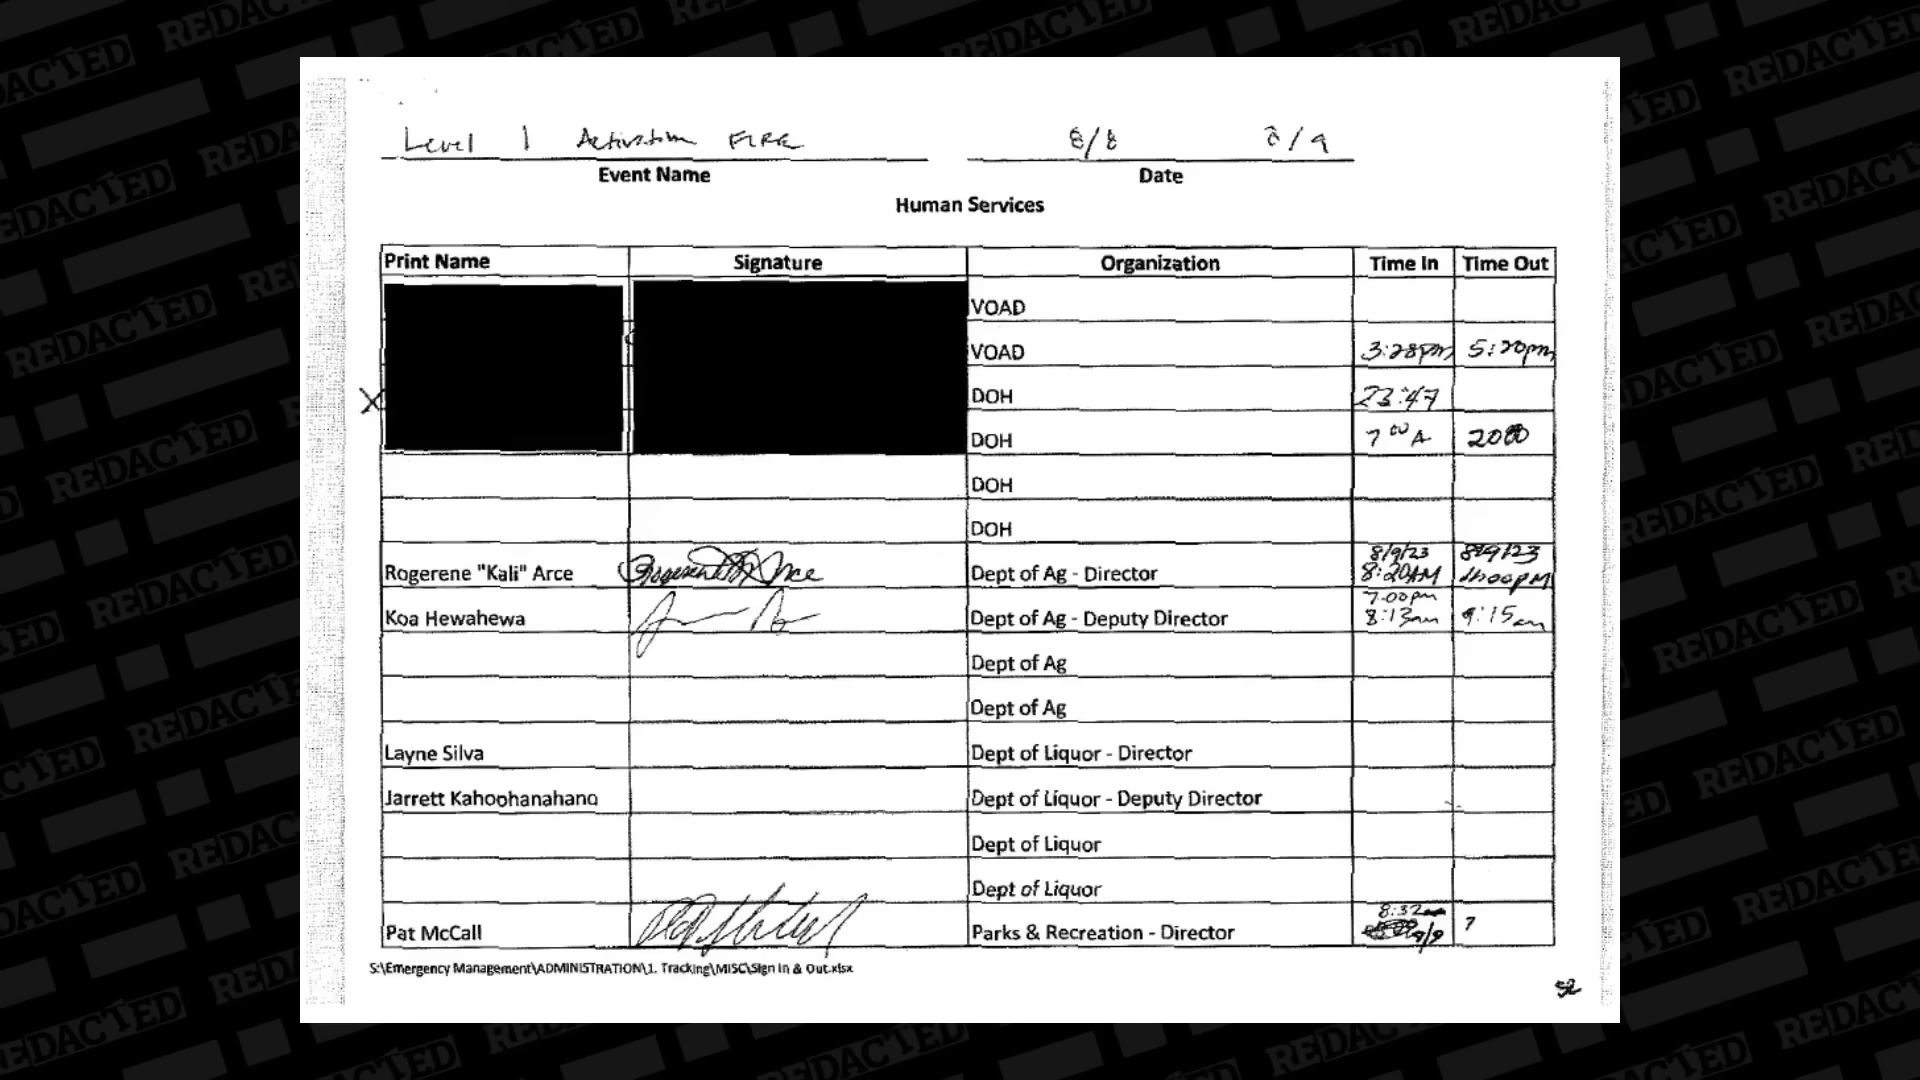 Level 1 Activation FIRE 8/8 8/9
Event Name Date
Human Services
Print Name Signature Organization Time In Time Out
VOAD
VOAD 3:28pm 5:20pm
X DOH 23:47
DOH 7 00 A 2000
DOH
DOH
8/9/23 8/9/23
Rogerene "Kali" Arce Dept of Ag - Director 8:20AM
7:00pm
Koa Hewahewa Dept of Ag - Deputy Director 8:13am 9:15am
Dept of Ag
Dept of Ag
Layne Silva Dept of Liquor - Director
Jarrett Kahoohanahano Dept of Liquor - Deputy Director
Dept of Liquor
Dept of Liquor
8:32am
Pat McCall Parks & Recreation - Director 9/9 7
S:\Emergency Management\ADMINISTRATION\1. Tracking\MISC\Sign In & Out.xlsx
52
REDACTED